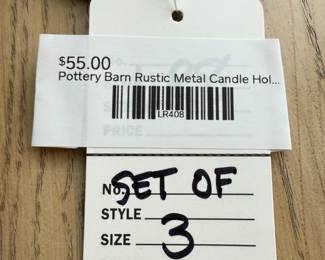 $55.00
Pottery Barn Rustic Metal Candle Hol...
LR408
PRICE
No. SET OF
STYLE
SIZE 3